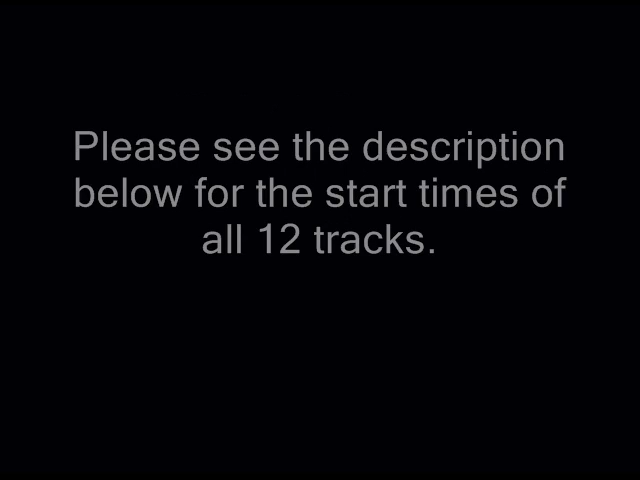 Please see the description
below for the start times of
all 12 tracks.